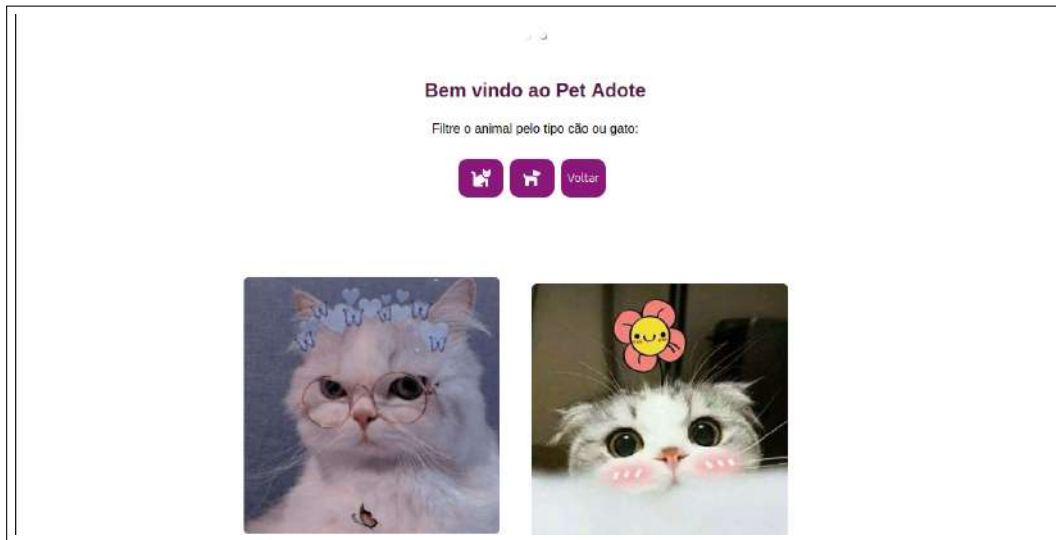 Bem vindo ao Pet Adote
Filtre o animal pelo tipo cão ou gato:
Voltar